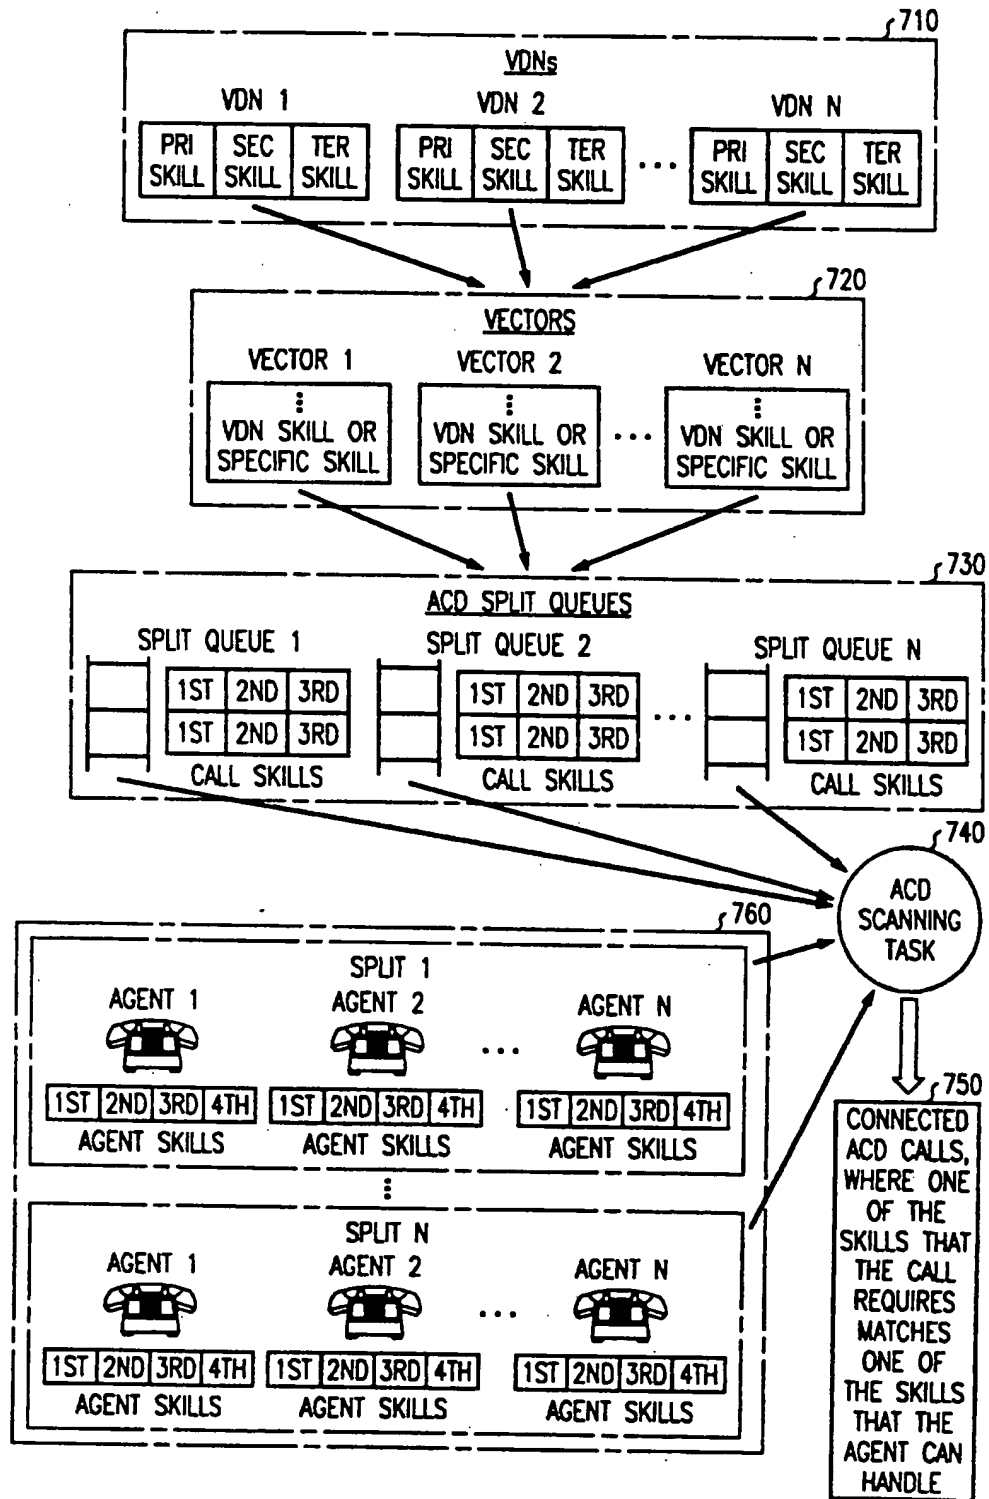 710
VDNs
VDN 1 VDN 2 VDN N
PRI SKILL SEC SKILL TER SKILL PRI SKILL SEC SKILL TER SKILL ... PRI SKILL SEC SKILL TER SKILL
720
VECTORS
VECTOR 1 VECTOR 2 VECTOR N
VDN SKILL OR VDN SKILL OR ... VDN SKILL OR
SPECIFIC SKILL SPECIFIC SKILL SPECIFIC SKILL
730
ACD SPLIT QUEUES
SPLIT QUEUE 1 SPLIT QUEUE 2 SPLIT QUEUE N
1ST 2ND 3RD 1ST 2ND 3RD 1ST 2ND 3RD
1ST 2ND 3RD 1ST 2ND 3RD ... 1ST 2ND 3RD
CALL SKILLS CALL SKILLS CALL SKILLS
740
ACD
SCANNING
TASK
760
SPLIT 1
AGENT 1 AGENT 2 ... AGENT N
1ST 2ND 3RD 4TH 1ST 2ND 3RD 4TH 1ST 2ND 3RD 4TH
AGENT SKILLS AGENT SKILLS AGENT SKILLS
SPLIT N
AGENT 1 AGENT 2 ... AGENT N
1ST 2ND 3RD 4TH 1ST 2ND 3RD 4TH 1ST 2ND 3RD 4TH
AGENT SKILLS AGENT SKILLS AGENT SKILLS
750
CONNECTED
ACD CALLS,
WHERE ONE
OF THE
SKILLS THAT
THE CALL
REQUIRES
MATCHES
ONE OF
THE SKILLS
THAT THE
AGENT CAN
HANDLE